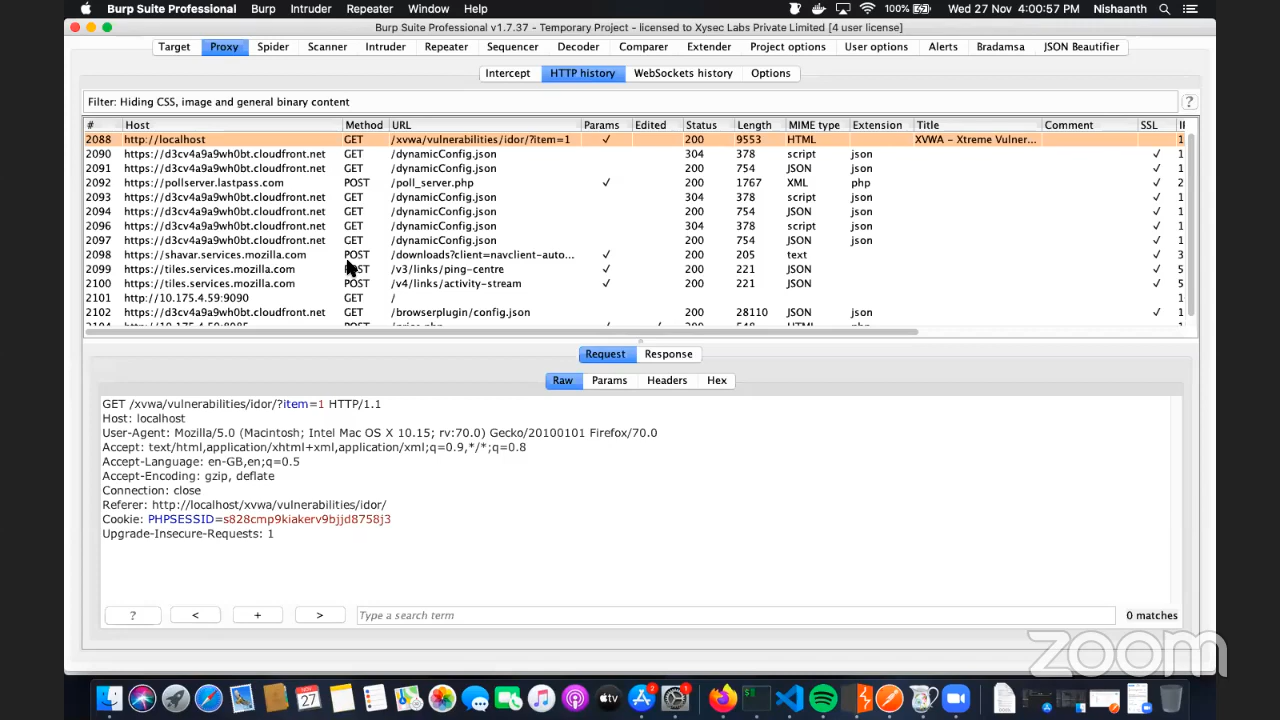 Burp Suite Professional Burp Intruder Repeater Window Help 100% Wed 27 Nov 4:00:57 PM Nishaanth
Burp Suite Professional v1.7.37 - Temporary Project - licensed to Xysec Labs Private Limited [4 user license]
Target Proxy Spider Scanner Intruder Repeater Sequencer Decoder Comparer Extender Project options User options Alerts Bradamsa JSON Beautifier
Intercept HTTP history WebSockets history Options
Filter: Hiding CSS, image and general binary content ?
# Host Method URL Params Edited Status Length MIME type Extension Title Comment SSL
2088 http://localhost GET /xvwa/vulnerabilities/idor/?item=1 ✓ 200 9553 HTML XVWA – Xtreme Vulner...
2090 https://d3cv4a9a9wh0bt.cloudfront.net GET /dynamicConfig.json 304 378 script json ✓ 1
2091 https://d3cv4a9a9wh0bt.cloudfront.net GET /dynamicConfig.json 200 754 JSON json ✓ 1
2092 https://pollserver.lastpass.com POST /poll_server.php ✓ 200 1767 XML php ✓ 2
2093 https://d3cv4a9a9wh0bt.cloudfront.net GET /dynamicConfig.json 304 378 script json ✓ 1
2094 https://d3cv4a9a9wh0bt.cloudfront.net GET /dynamicConfig.json 200 754 JSON json ✓ 1
2096 https://d3cv4a9a9wh0bt.cloudfront.net GET /dynamicConfig.json 304 378 script json ✓ 1
2097 https://d3cv4a9a9wh0bt.cloudfront.net GET /dynamicConfig.json 200 754 JSON json ✓ 1
2098 https://shavar.services.mozilla.com POST /downloads?client=navclient-auto... ✓ 200 205 text ✓ 3
2099 https://tiles.services.mozilla.com POST /v3/links/ping-centre ✓ 200 221 JSON ✓ 5
2100 https://tiles.services.mozilla.com POST /v4/links/activity-stream ✓ 200 221 JSON ✓ 5
2101 http://10.175.4.59:9090 GET / 1
2102 https://d3cv4a9a9wh0bt.cloudfront.net GET /browserplugin/config.json 200 28110 JSON json ✓ 1
Request Response
Raw Params Headers Hex
GET /xvwa/vulnerabilities/idor/?item=1 HTTP/1.1
Host: localhost
User-Agent: Mozilla/5.0 (Macintosh; Intel Mac OS X 10.15; rv:70.0) Gecko/20100101 Firefox/70.0
Accept: text/html,application/xhtml+xml,application/xml;q=0.9,*/*;q=0.8
Accept-Language: en-GB,en;q=0.5
Accept-Encoding: gzip, deflate
Connection: close
Referer: http://localhost/xvwa/vulnerabilities/idor/
Cookie: PHPSESSID=s828cmp9kiakerv9bjjd8758j3
Upgrade-Insecure-Requests: 1
? < + > Type a search term 0 matches
zoom